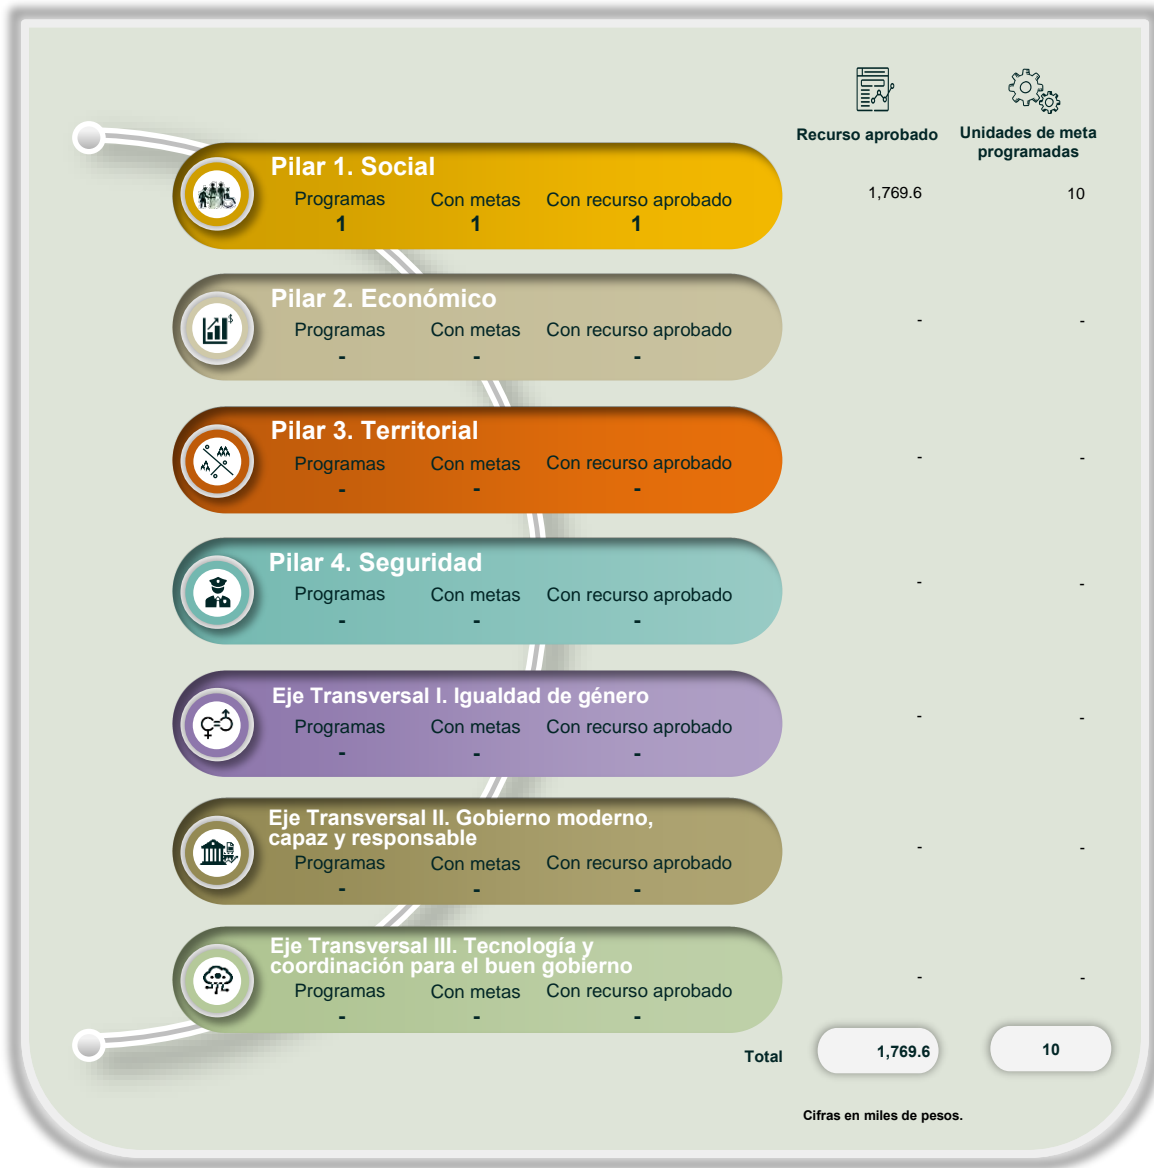 Recurso aprobado
Unidades de meta
programadas
Pilar 1. Social
Programas Con metas Con recurso aprobado
1 1 1
1,769.6 10
Pilar 2. Económico
Programas Con metas Con recurso aprobado
- - -
- -
Pilar 3. Territorial
Programas Con metas Con recurso aprobado
- - -
- -
Pilar 4. Seguridad
Programas Con metas Con recurso aprobado
- - -
- -
Eje Transversal I. Igualdad de género
Programas Con metas Con recurso aprobado
- - -
- -
Eje Transversal II. Gobierno moderno,
capaz y responsable
Programas Con metas Con recurso aprobado
- - -
- -
Eje Transversal III. Tecnología y
coordinación para el buen gobierno
Programas Con metas Con recurso aprobado
- - -
- -
Total 1,769.6 10
Cifras en miles de pesos.